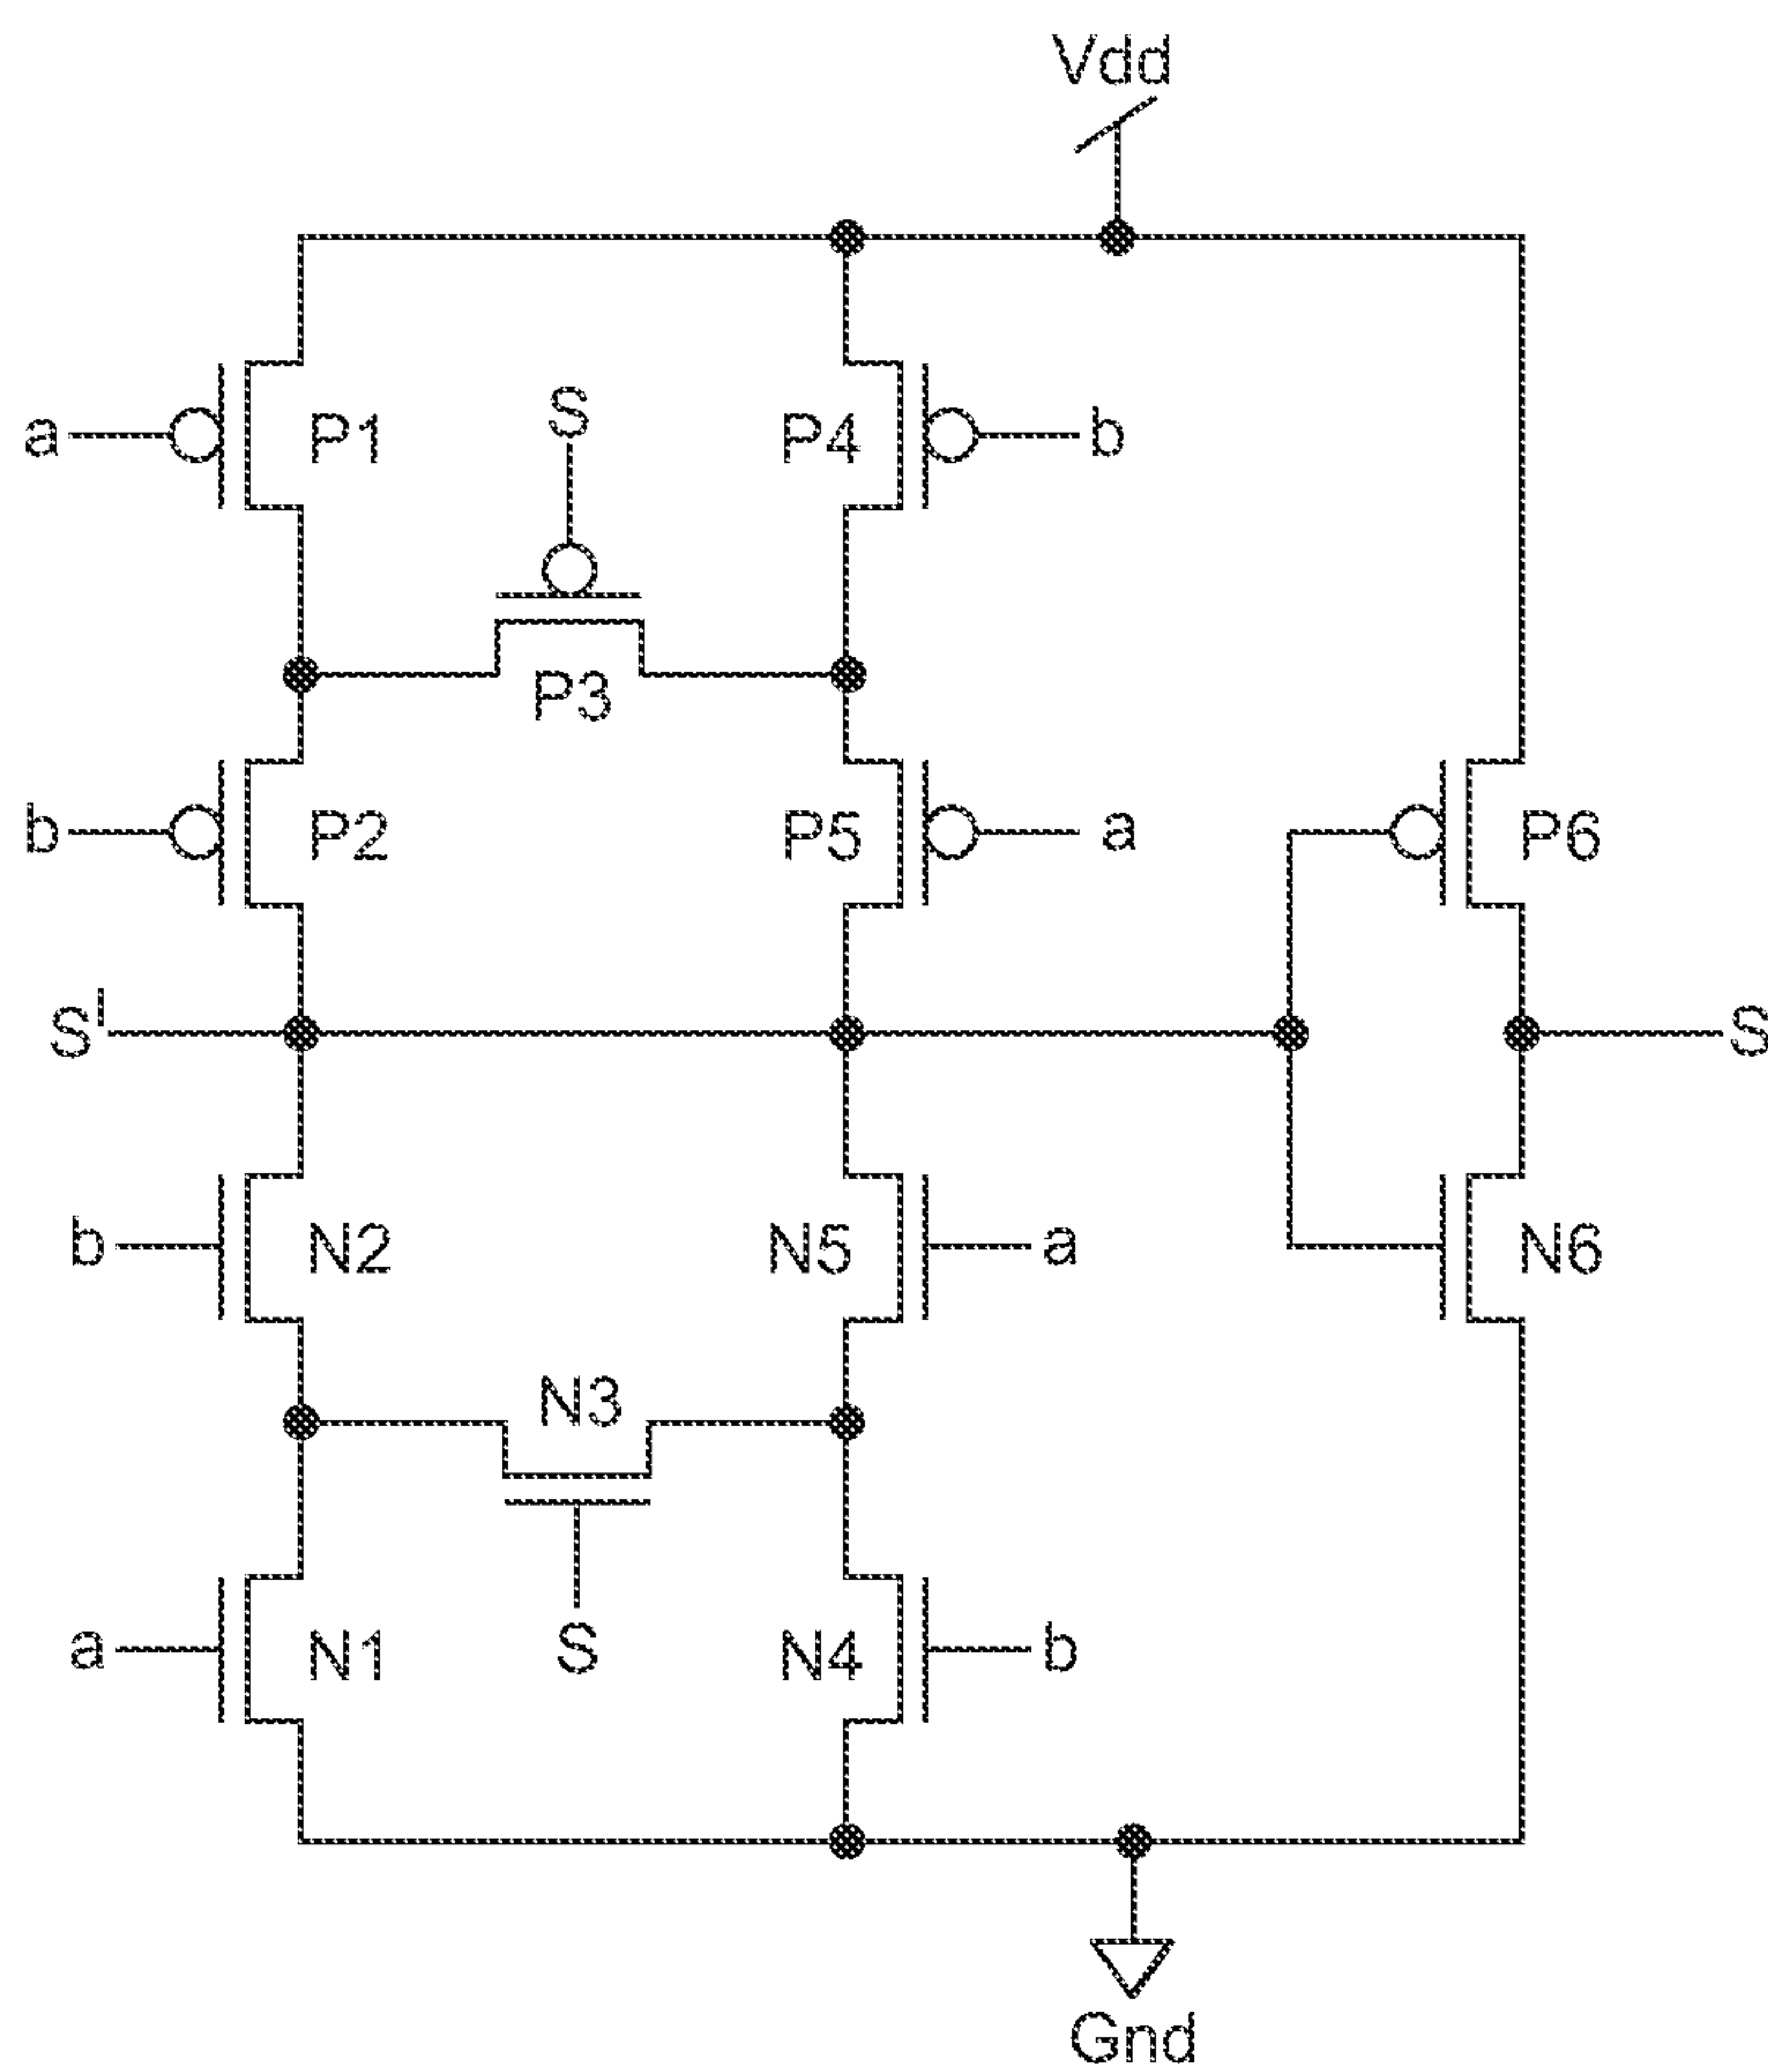 Vdd
S
a P1 P4 b
P3
b P2 P5 a P6
S' S
b N2 N5 a N6
N3
a N1 S N4 b
Gnd